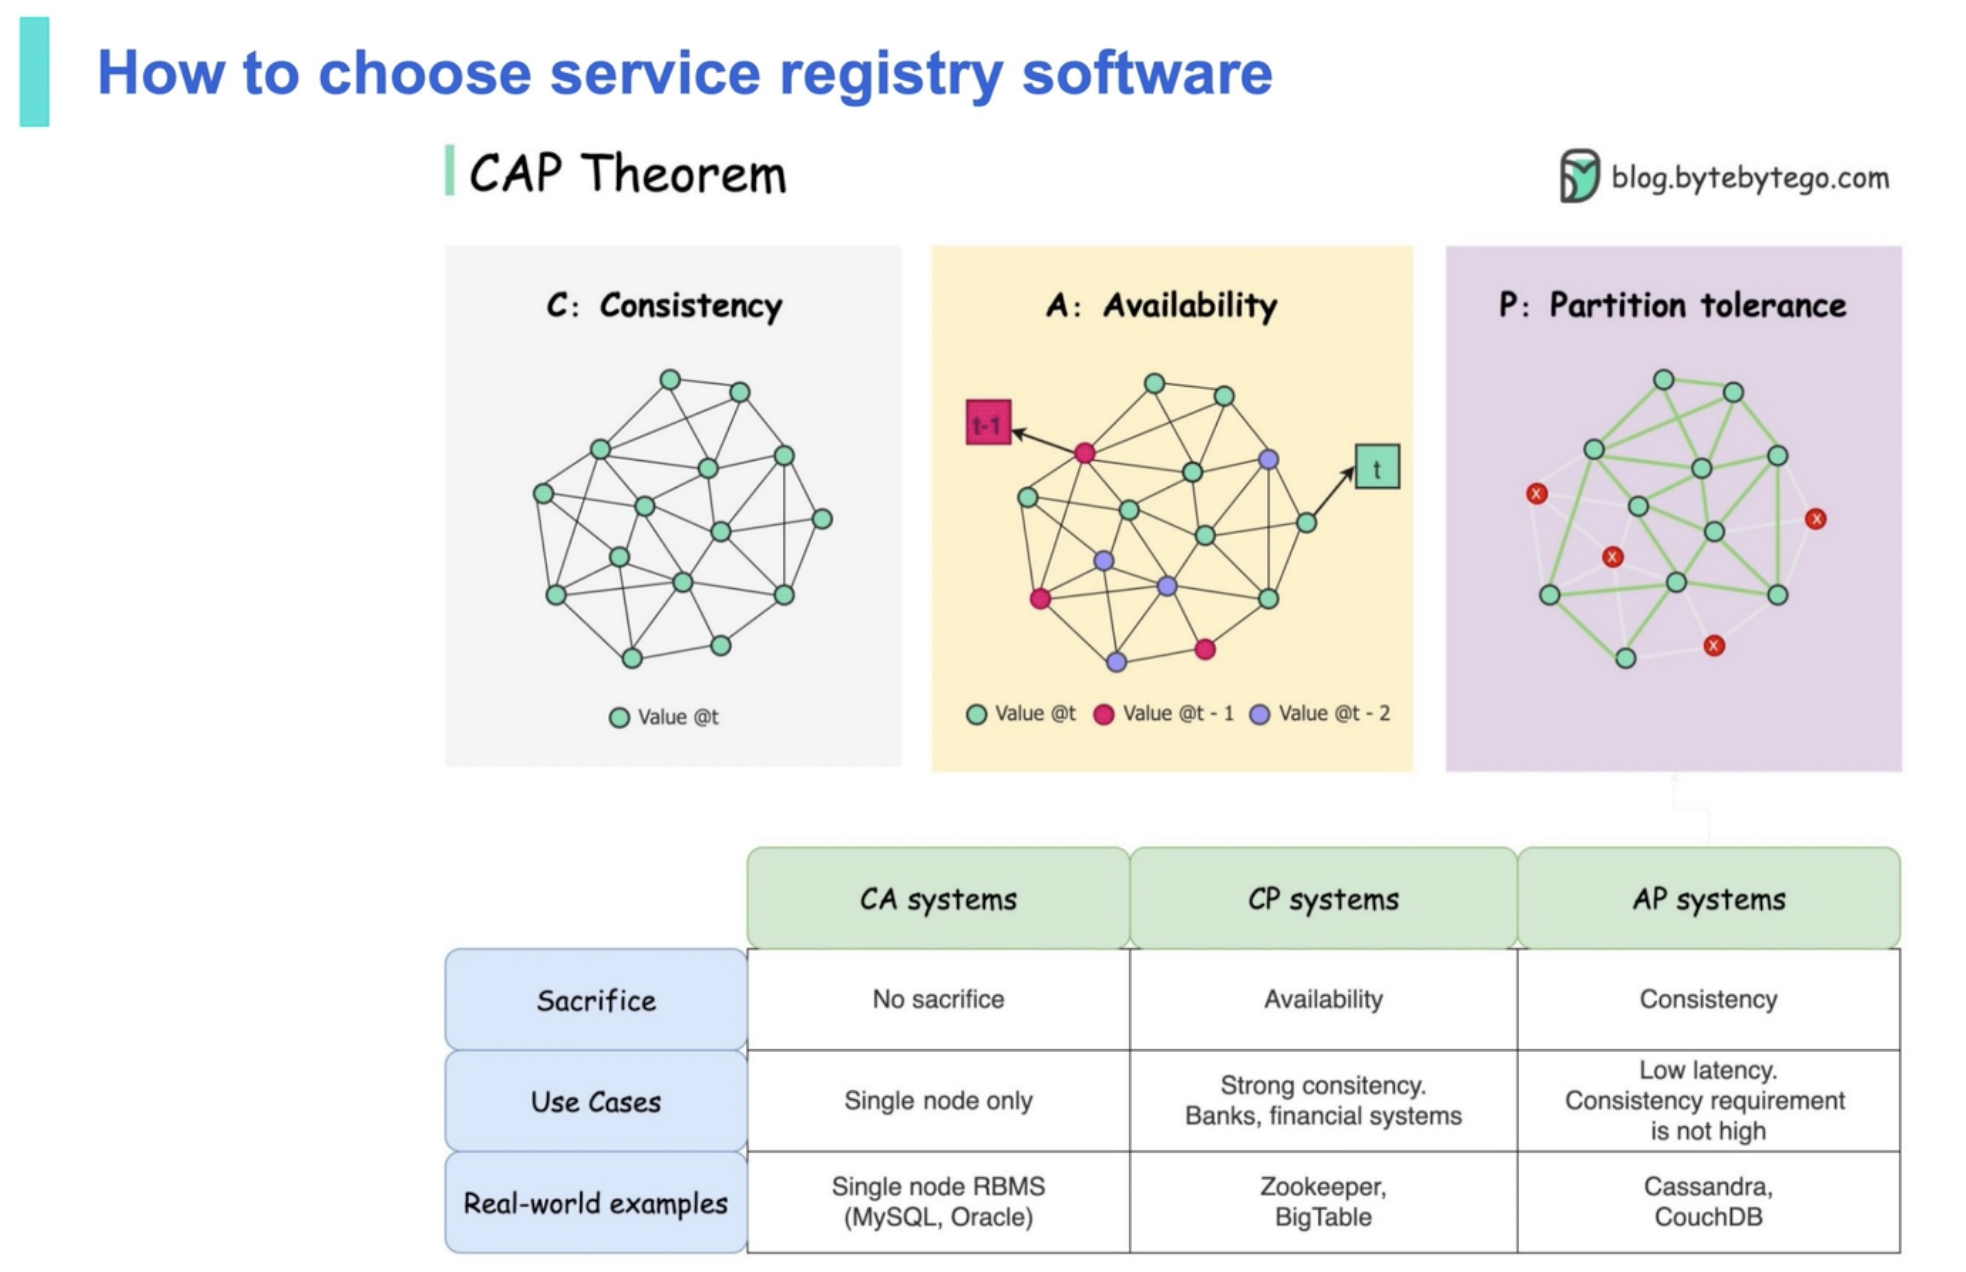 How to choose service registry software
CAP Theorem
blog.bytebytego.com
C: Consistency
A: Availability
P: Partition tolerance
t-1
t
X
X
X
X
Value @t
Value @t
Value @t - 1
Value @t - 2
CA systems
CP systems
AP systems
Sacrifice
No sacrifice
Availability
Consistency
Use Cases
Single node only
Strong consitency.
Banks, financial systems
Low latency.
Consistency requirement
is not high
Real-world examples
Single node RBMS
(MySQL, Oracle)
Zookeeper,
BigTable
Cassandra,
CouchDB